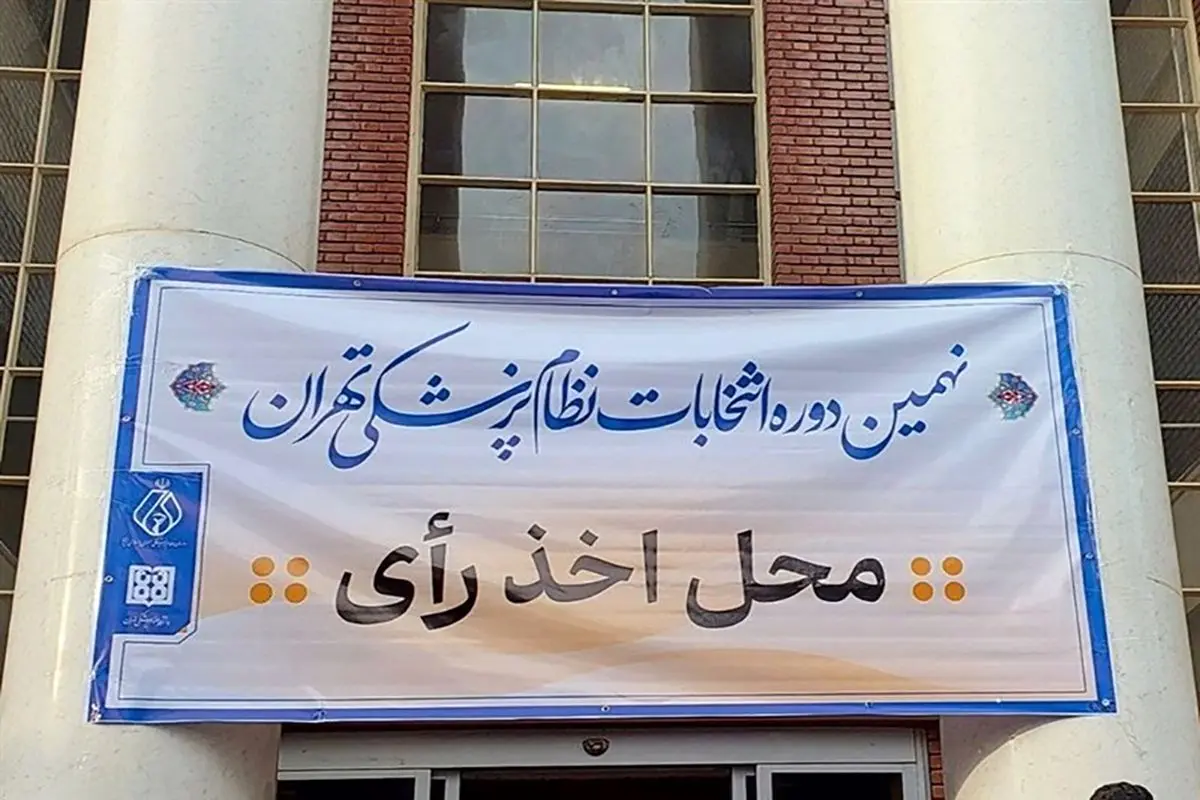 نهمین دوره انتخابات نظام پزشکی تهران
محل اخذ رأی